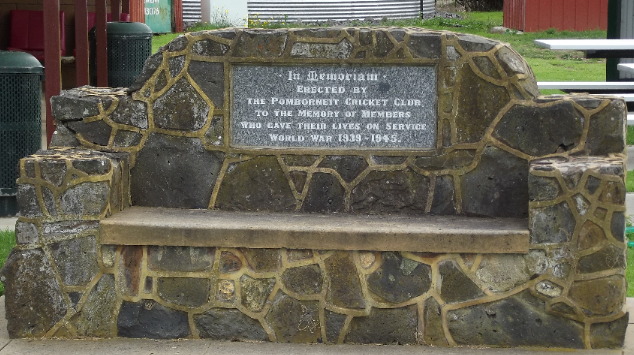 In Memoriam
Erected by
the Pomborneit Cricket Club
to the Memory of Members
who gave their lives on Service
World War 1939-1945.